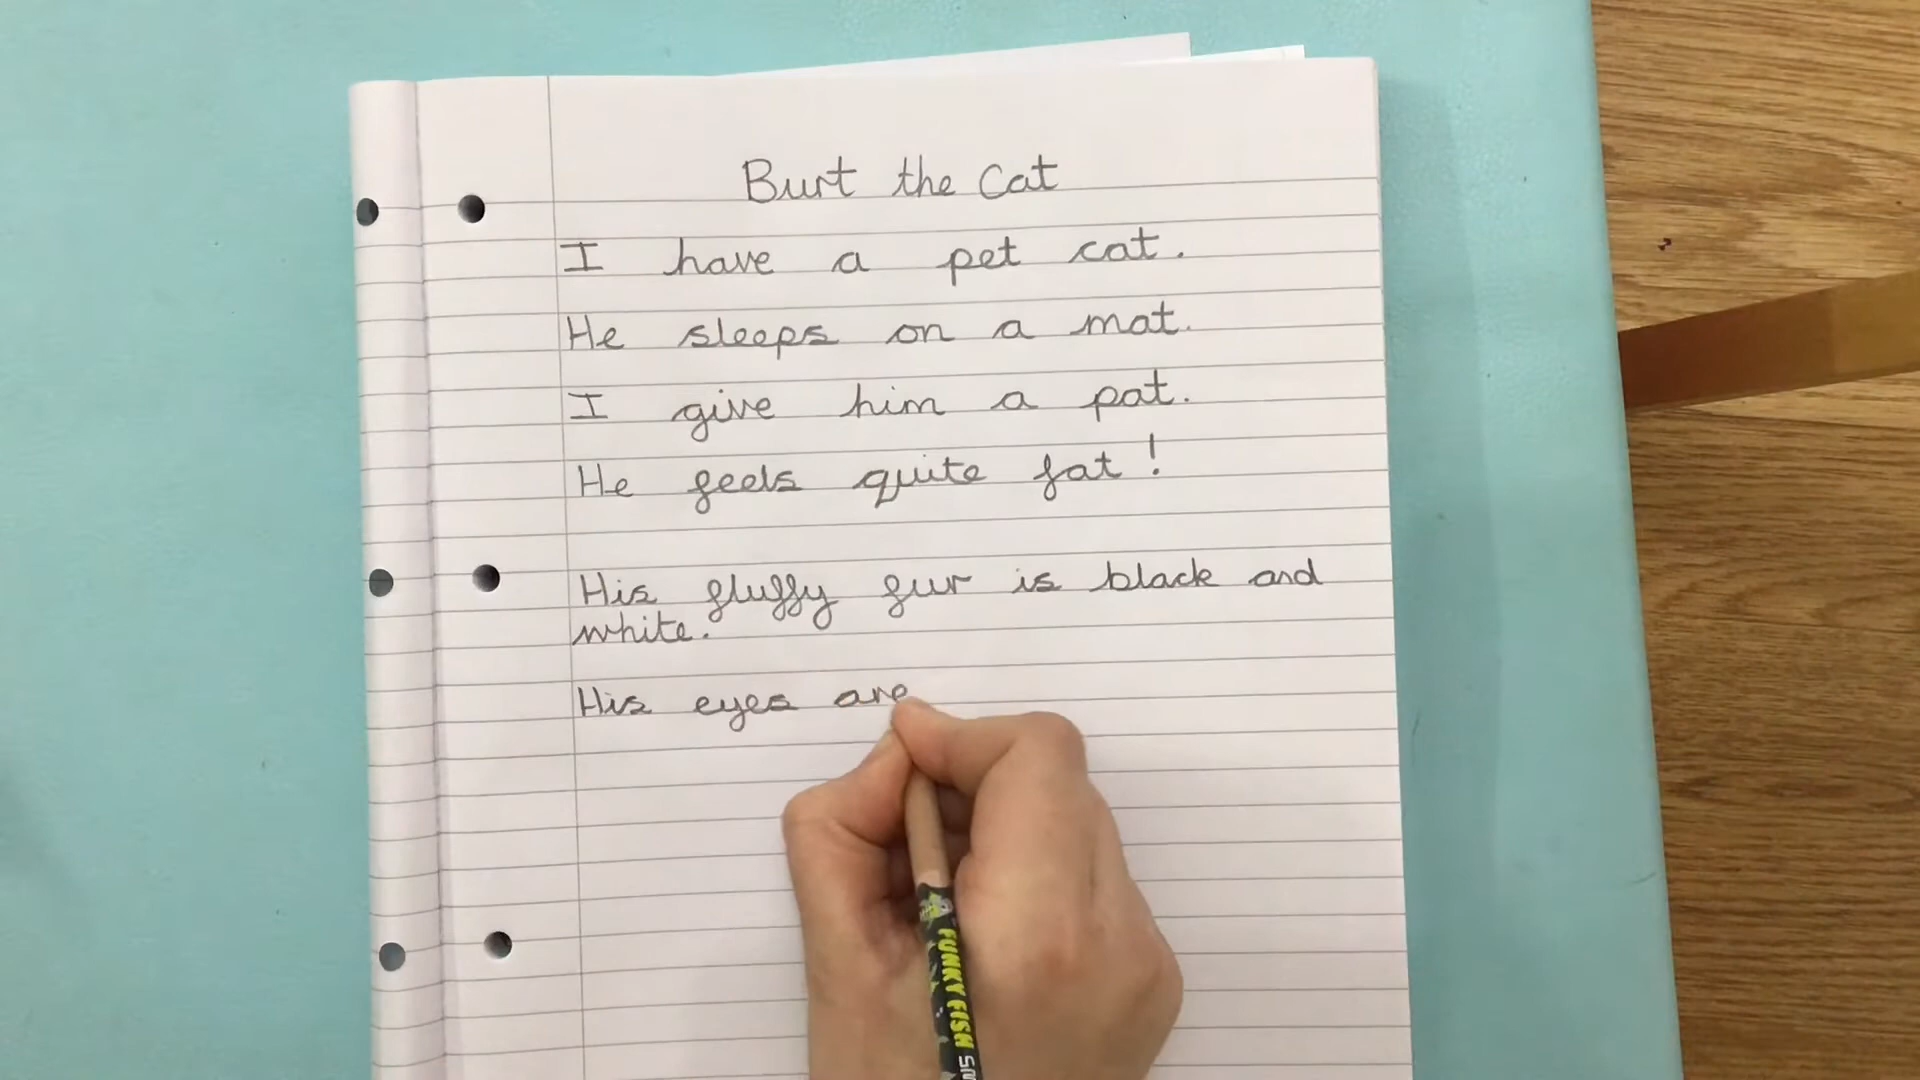 Burt the Cat
I have a pet cat.
He sleeps on a mat.
I give him a pat.
He feels quite fat!
His fluffy fur is black and
white.
His eyes are
FUNKY FISH